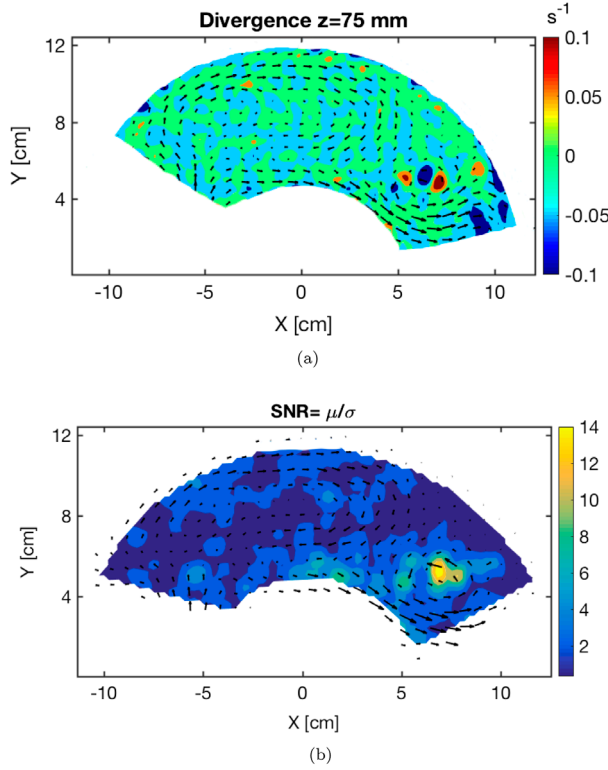 Divergence z=75 mm
s⁻¹
12
8
4
Y [cm]
-10 -5 0 5 10
X [cm]
0.1
0.05
0
-0.05
-0.1
(a)
SNR= μ/σ
12
8
4
Y [cm]
-10 -5 0 5 10
X [cm]
14
12
10
8
6
4
2
(b)